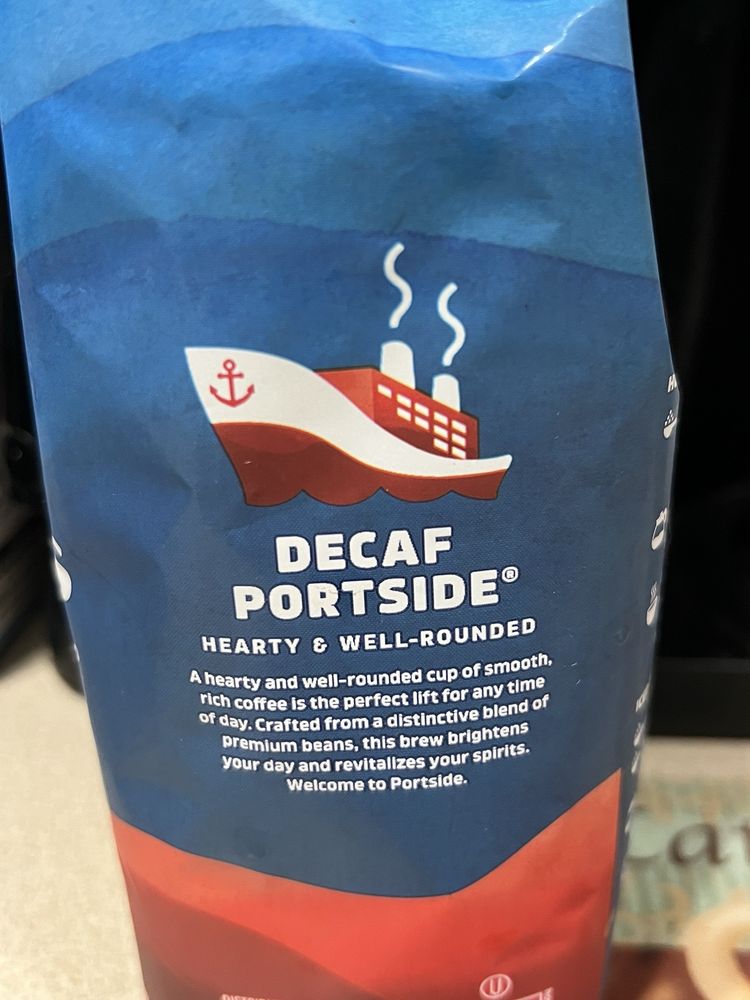 DECAF
PORTSIDE®
HEARTY & WELL-ROUNDED
A hearty and well-rounded cup of smooth,
rich coffee is the perfect lift for any time
of day. Crafted from a distinctive blend of
premium beans, this brew brightens
your day and revitalizes your spirits.
Welcome to Portside.
U